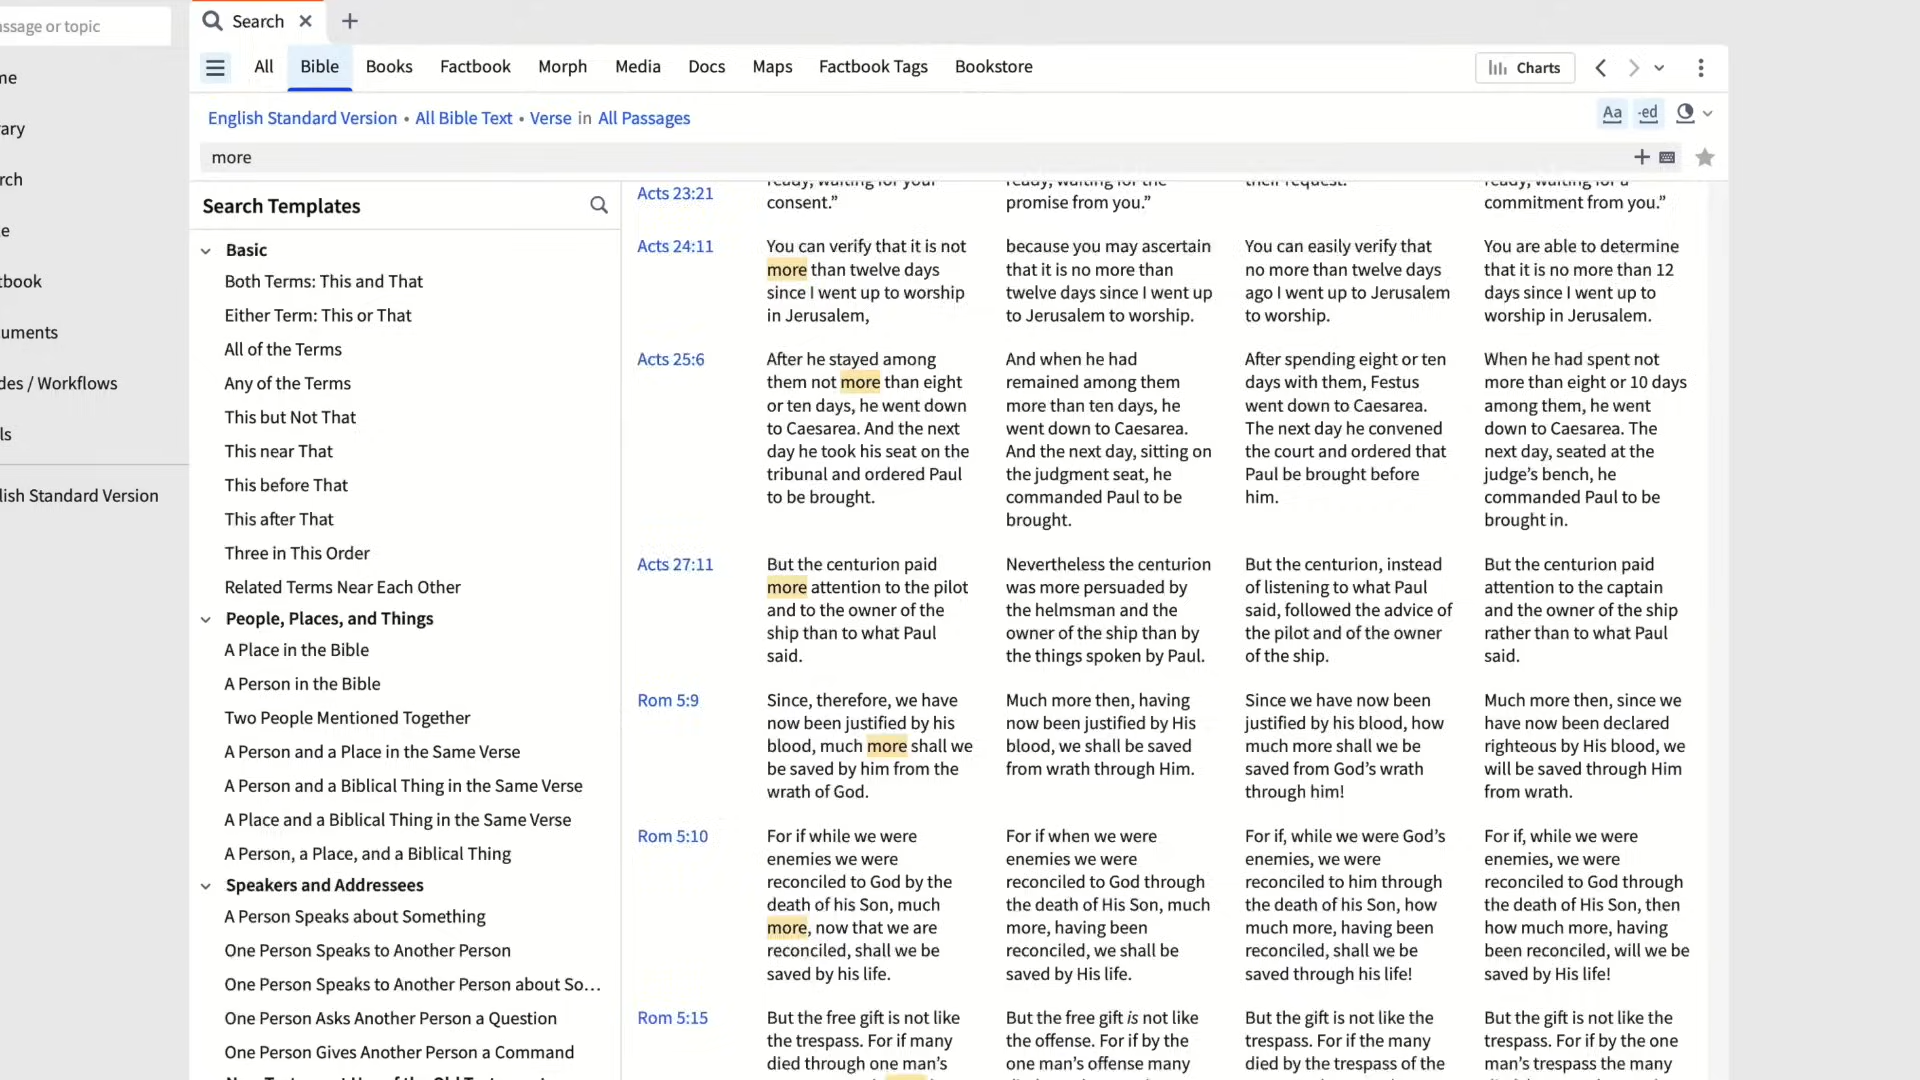 assage or topic
me
ary
rch
e
tbook
uments
des / Workflows
ls
lish Standard Version
Search
All Bible Books Factbook Morph Media Docs Maps Factbook Tags Bookstore
Charts
English Standard Version • All Bible Text • Verse in All Passages
Aa -ed
more
Search Templates
Basic
Both Terms: This and That
Either Term: This or That
All of the Terms
Any of the Terms
This but Not That
This near That
This before That
This after That
Three in This Order
Related Terms Near Each Other
People, Places, and Things
A Place in the Bible
A Person in the Bible
Two People Mentioned Together
A Person and a Place in the Same Verse
A Person and a Biblical Thing in the Same Verse
A Place and a Biblical Thing in the Same Verse
A Person, a Place, and a Biblical Thing
Speakers and Addressees
A Person Speaks about Something
One Person Speaks to Another Person
One Person Speaks to Another Person about So...
One Person Asks Another Person a Question
One Person Gives Another Person a Command
Acts 23:21
ready, waiting for your
consent.”
ready, waiting for the
promise from you.”
their request.”
ready, waiting for a
commitment from you.”
Acts 24:11
You can verify that it is not
more than twelve days
since I went up to worship
in Jerusalem,
because you may ascertain
that it is no more than
twelve days since I went up
to Jerusalem to worship.
You can easily verify that
no more than twelve days
ago I went up to Jerusalem
to worship.
You are able to determine
that it is no more than 12
days since I went up to
worship in Jerusalem.
Acts 25:6
After he stayed among
them not more than eight
or ten days, he went down
to Caesarea. And the next
day he took his seat on the
tribunal and ordered Paul
to be brought.
And when he had
remained among them
more than ten days, he
went down to Caesarea.
And the next day, sitting on
the judgment seat, he
commanded Paul to be
brought.
After spending eight or ten
days with them, Festus
went down to Caesarea.
The next day he convened
the court and ordered that
Paul be brought before
him.
When he had spent not
more than eight or 10 days
among them, he went
down to Caesarea. The
next day, seated at the
judge’s bench, he
commanded Paul to be
brought in.
Acts 27:11
But the centurion paid
more attention to the pilot
and to the owner of the
ship than to what Paul
said.
Nevertheless the centurion
was more persuaded by
the helmsman and the
owner of the ship than by
the things spoken by Paul.
But the centurion, instead
of listening to what Paul
said, followed the advice of
the pilot and of the owner
of the ship.
But the centurion paid
attention to the captain
and the owner of the ship
rather than to what Paul
said.
Rom 5:9
Since, therefore, we have
now been justified by his
blood, much more shall we
be saved by him from the
wrath of God.
Much more then, having
now been justified by His
blood, we shall be saved
from wrath through Him.
Since we have now been
justified by his blood, how
much more shall we be
saved from God’s wrath
through him!
Much more then, since we
have now been declared
righteous by His blood, we
will be saved through Him
from wrath.
Rom 5:10
For if while we were
enemies we were
reconciled to God by the
death of his Son, much
more, now that we are
reconciled, shall we be
saved by his life.
For if when we were
enemies we were
reconciled to God through
the death of His Son, much
more, having been
reconciled, we shall be
saved by His life.
For if, while we were God’s
enemies, we were
reconciled to him through
the death of his Son, how
much more, having been
reconciled, shall we be
saved through his life!
For if, while we were
enemies, we were
reconciled to God through
the death of His Son, then
how much more, having
been reconciled, will we be
saved by His life!
Rom 5:15
But the free gift is not like
the trespass. For if many
died through one man’s
But the free gift is not like
the offense. For if by the
one man’s offense many
But the gift is not like the
trespass. For if the many
died by the trespass of the
But the gift is not like the
trespass. For if by the one
man’s trespass the many